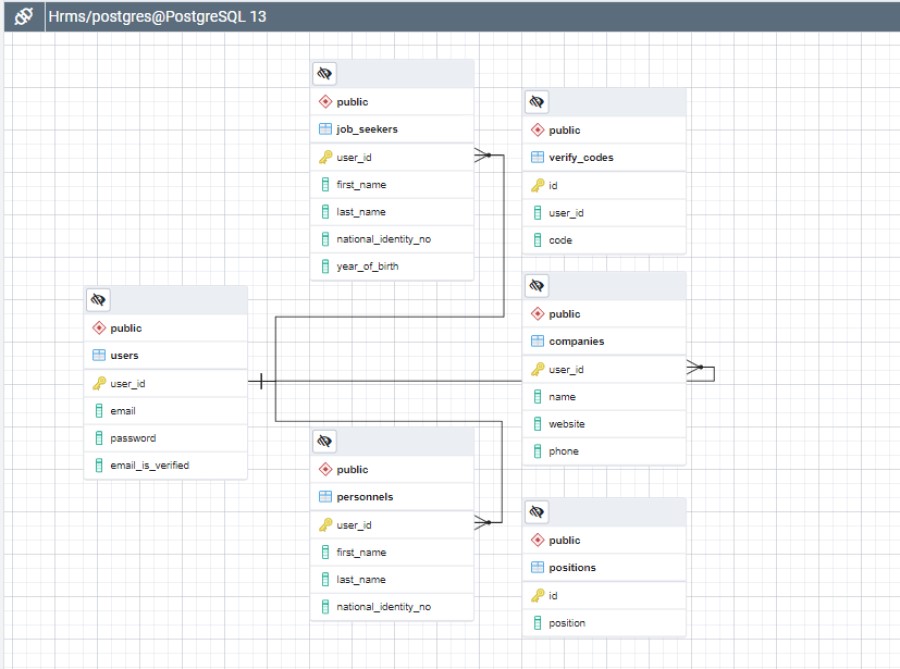 Hrms/postgres@PostgreSQL 13
public
job_seekers
user_id
first_name
last_name
national_identity_no
year_of_birth
public
verify_codes
id
user_id
code
public
users
user_id
email
password
email_is_verified
public
companies
user_id
name
website
phone
public
personnels
user_id
first_name
last_name
national_identity_no
public
positions
id
position